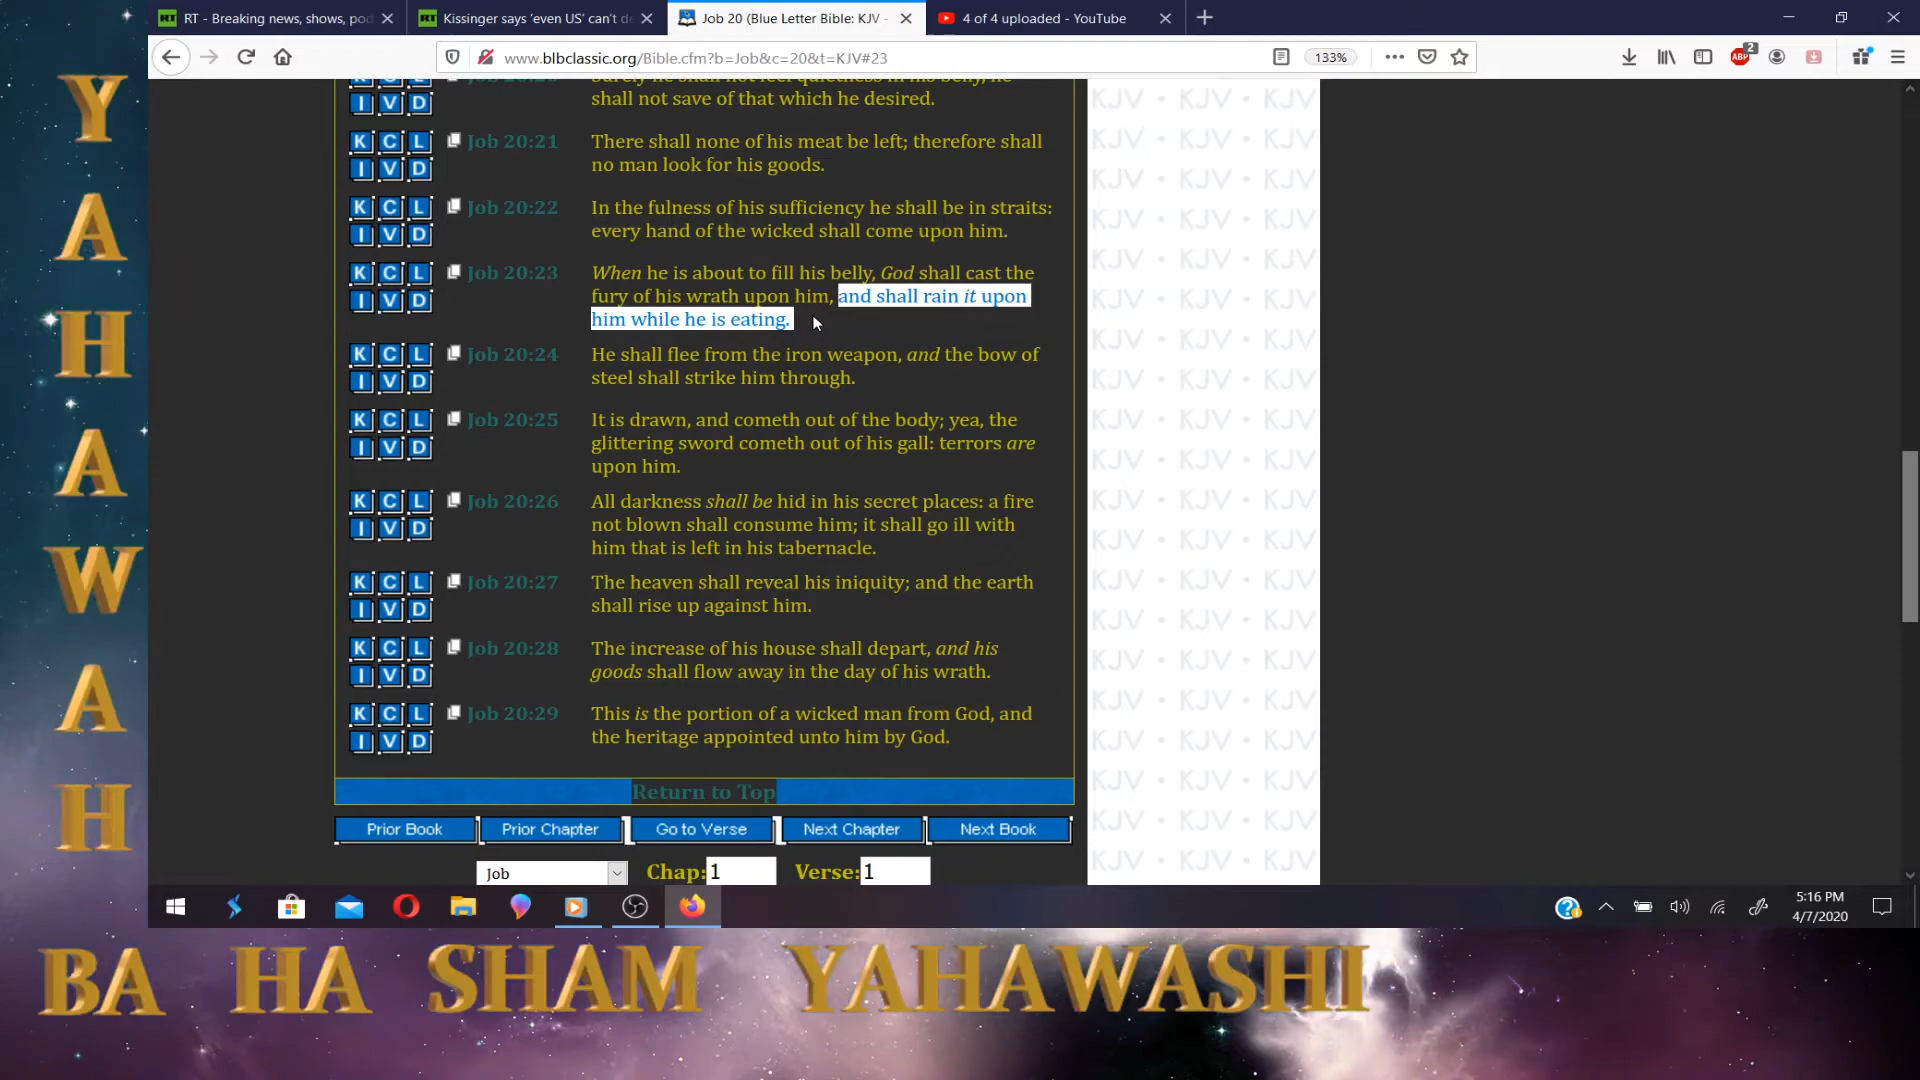 RT - Breaking news, shows, pod
Kissinger says 'even US' can't de
Job 20 (Blue Letter Bible: KJV -
4 of 4 uploaded - YouTube
www.blbclassic.org/Bible.cfm?b=Job&c=20&t=KJV#23
133%
ABP 2
Surely he shall not feel quietness in his belly, he
I V D shall not save of that which he desired.
K C L Job 20:21 There shall none of his meat be left; therefore shall
I V D no man look for his goods.
K C L Job 20:22 In the fulness of his sufficiency he shall be in straits:
I V D every hand of the wicked shall come upon him.
K C L Job 20:23 When he is about to fill his belly, God shall cast the
I V D fury of his wrath upon him, and shall rain it upon
him while he is eating.
K C L Job 20:24 He shall flee from the iron weapon, and the bow of
I V D steel shall strike him through.
K C L Job 20:25 It is drawn, and cometh out of the body; yea, the
I V D glittering sword cometh out of his gall: terrors are
upon him.
K C L Job 20:26 All darkness shall be hid in his secret places: a fire
I V D not blown shall consume him; it shall go ill with
him that is left in his tabernacle.
K C L Job 20:27 The heaven shall reveal his iniquity; and the earth
I V D shall rise up against him.
K C L Job 20:28 The increase of his house shall depart, and his
I V D goods shall flow away in the day of his wrath.
K C L Job 20:29 This is the portion of a wicked man from God, and
I V D the heritage appointed unto him by God.
Return to Top
Prior Book Prior Chapter Go to Verse Next Chapter Next Book
Job Chap: 1 Verse: 1
KJV • KJV • KJV
5:16 PM
4/7/2020
YAHAWAH
BA HA SHAM YAHAWASHI